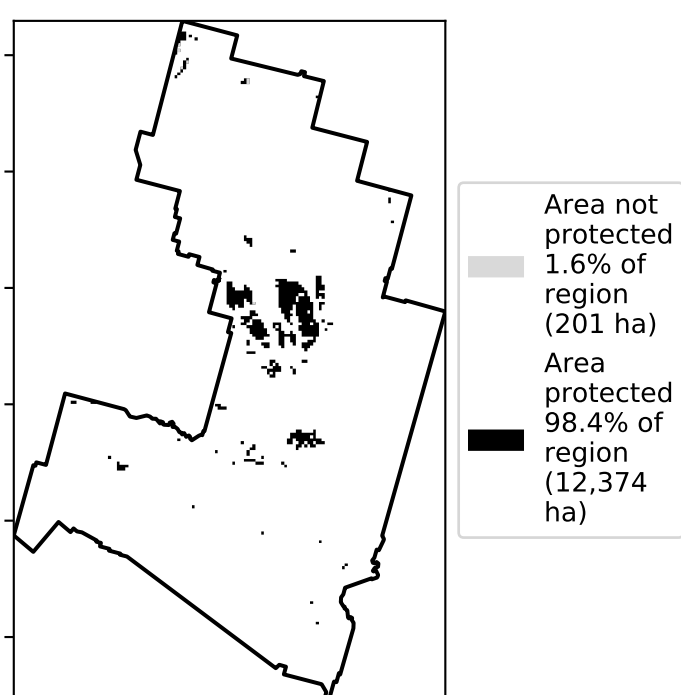 Area not
protected
1.6% of
region
(201 ha)
Area
protected
98.4% of
region
(12,374
ha)